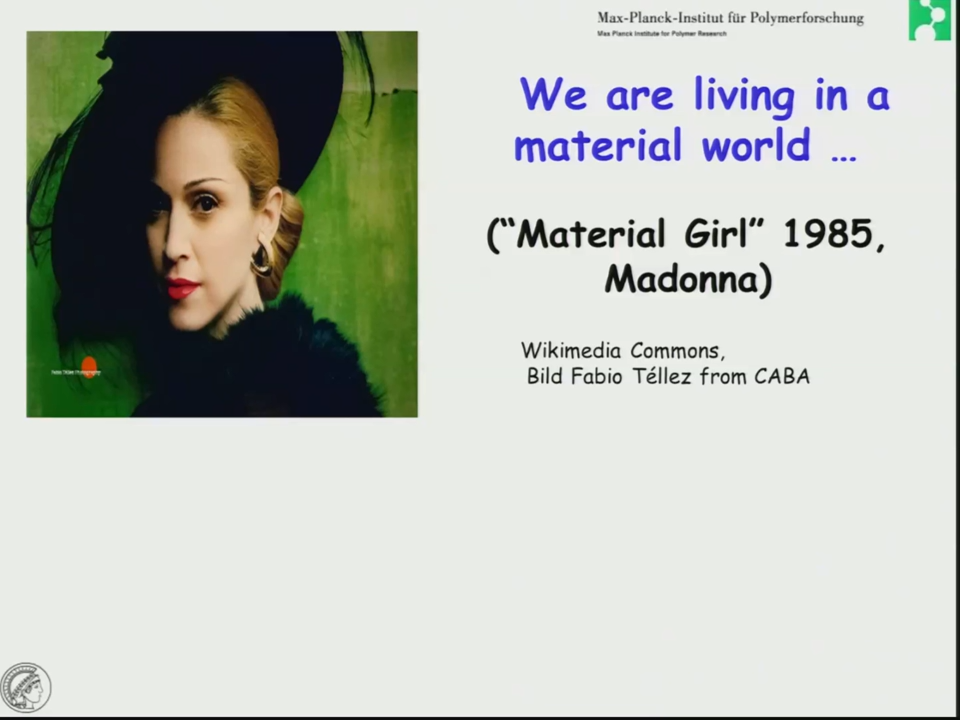 Max-Planck-Institut für Polymerforschung
Max Planck Institute for Polymer Research
We are living in a
material world …
(“Material Girl” 1985,
Madonna)
Wikimedia Commons,
Bild Fabio Téllez from CABA